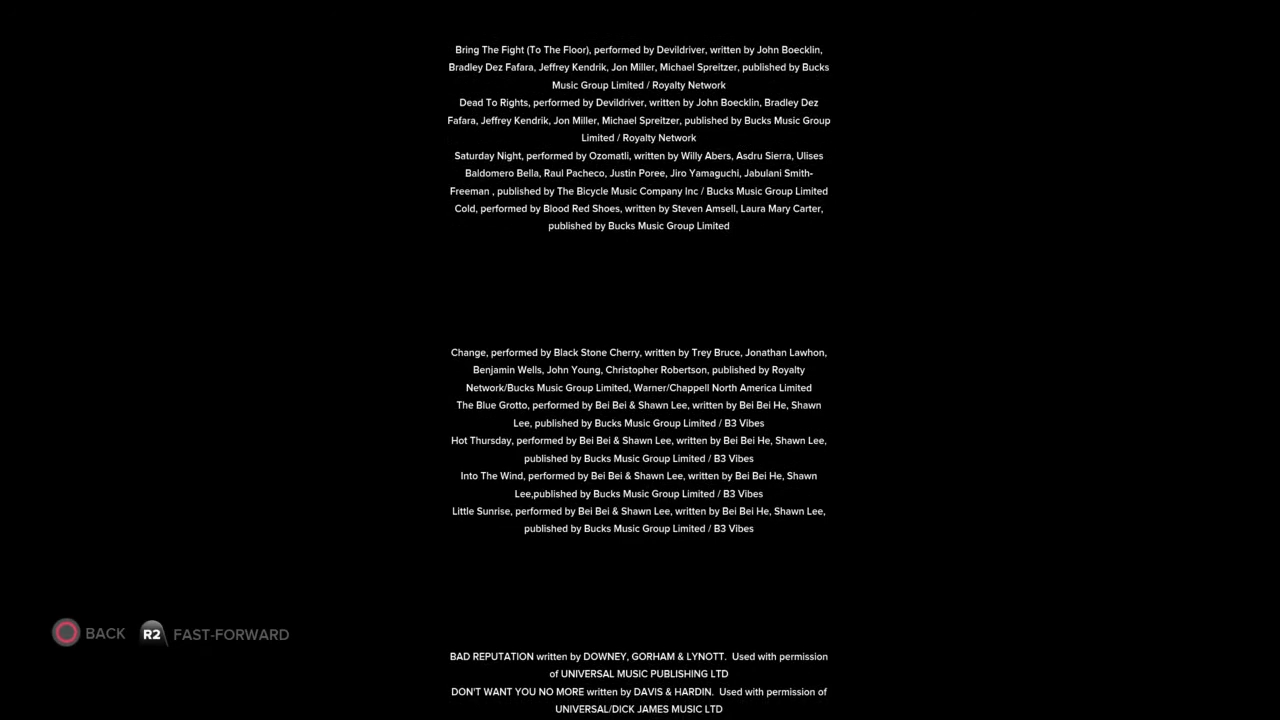 Bring The Fight (To The Floor), performed by Devildriver, written by John Boecklin,
Bradley Dez Fafara, Jeffrey Kendrik, Jon Miller, Michael Spreitzer, published by Bucks
Music Group Limited / Royalty Network
Dead To Rights, performed by Devildriver, written by John Boecklin, Bradley Dez
Fafara, Jeffrey Kendrik, Jon Miller, Michael Spreitzer, published by Bucks Music Group
Limited / Royalty Network
Saturday Night, performed by Ozomatli, written by Willy Abers, Asdru Sierra, Ulises
Baldomero Bella, Raul Pacheco, Justin Poree, Jiro Yamaguchi, Jabulani Smith-
Freeman , published by The Bicycle Music Company Inc / Bucks Music Group Limited
Cold, performed by Blood Red Shoes, written by Steven Amsell, Laura Mary Carter,
published by Bucks Music Group Limited
Change, performed by Black Stone Cherry, written by Trey Bruce, Jonathan Lawhon,
Benjamin Wells, John Young, Christopher Robertson, published by Royalty
Network/Bucks Music Group Limited, Warner/Chappell North America Limited
The Blue Grotto, performed by Bei Bei & Shawn Lee, written by Bei Bei He, Shawn
Lee, published by Bucks Music Group Limited / B3 Vibes
Hot Thursday, performed by Bei Bei & Shawn Lee, written by Bei Bei He, Shawn Lee,
published by Bucks Music Group Limited / B3 Vibes
Into The Wind, performed by Bei Bei & Shawn Lee, written by Bei Bei He, Shawn
Lee,published by Bucks Music Group Limited / B3 Vibes
Little Sunrise, performed by Bei Bei & Shawn Lee, written by Bei Bei He, Shawn Lee,
published by Bucks Music Group Limited / B3 Vibes
BACK R2 FAST-FORWARD
BAD REPUTATION written by DOWNEY, GORHAM & LYNOTT.  Used with permission
of UNIVERSAL MUSIC PUBLISHING LTD
DON'T WANT YOU NO MORE written by DAVIS & HARDIN.  Used with permission of
UNIVERSAL/DICK JAMES MUSIC LTD